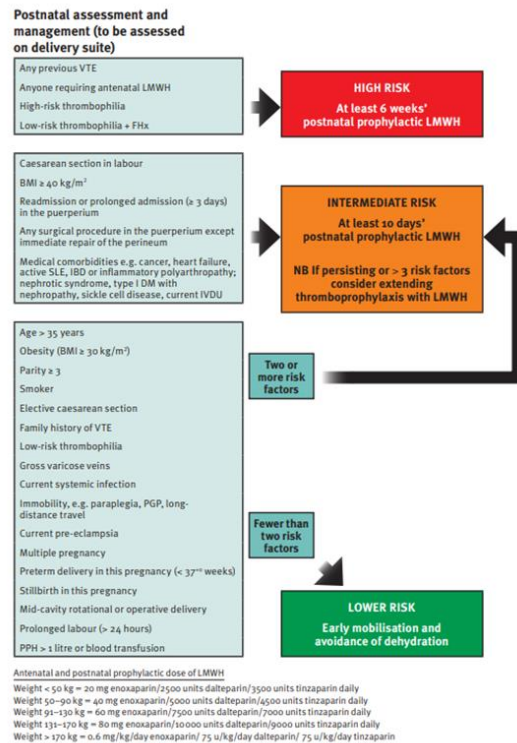 Postnatal assessment and
management (to be assessed
on delivery suite)
Any previous VTE
Anyone requiring antenatal LMWH
High-risk thrombophilia
Low-risk thrombophilia + FHx
HIGH RISK
At least 6 weeks'
postnatal prophylactic LMWH
Caesarean section in labour
BMI ≥ 40 kg/m²
Readmission or prolonged admission (≥ 3 days)
in the puerperium
Any surgical procedure in the puerperium except
immediate repair of the perineum
Medical comorbidities e.g. cancer, heart failure,
active SLE, IBD or inflammatory polyarthropathy;
nephrotic syndrome, type I DM with
nephropathy, sickle cell disease, current IVDU
INTERMEDIATE RISK
At least 10 days'
postnatal prophylactic LMWH
NB If persisting or > 3 risk factors
consider extending
thromboprophylaxis with LMWH
Age > 35 years
Obesity (BMI ≥ 30 kg/m²)
Parity ≥ 3
Smoker
Elective caesarean section
Family history of VTE
Low-risk thrombophilia
Gross varicose veins
Current systemic infection
Immobility, e.g. paraplegia, PGP, long-
distance travel
Current pre-eclampsia
Multiple pregnancy
Preterm delivery in this pregnancy (< 37⁺⁰ weeks)
Stillbirth in this pregnancy
Mid-cavity rotational or operative delivery
Prolonged labour (> 24 hours)
PPH > 1 litre or blood transfusion
Two or
more risk
factors
Fewer than
two risk
factors
LOWER RISK
Early mobilisation and
avoidance of dehydration
Antenatal and postnatal prophylactic dose of LMWH
Weight < 50 kg = 20 mg enoxaparin/2500 units dalteparin/3500 units tinzaparin daily
Weight 50–90 kg = 40 mg enoxaparin/5000 units dalteparin/4500 units tinzaparin daily
Weight 91–130 kg = 60 mg enoxaparin/7500 units dalteparin/7000 units tinzaparin daily
Weight 131–170 kg = 80 mg enoxaparin/10000 units dalteparin/9000 units tinzaparin daily
Weight > 170 kg = 0.6 mg/kg/day enoxaparin/ 75 u/kg/day dalteparin/ 75 u/kg/day tinzaparin